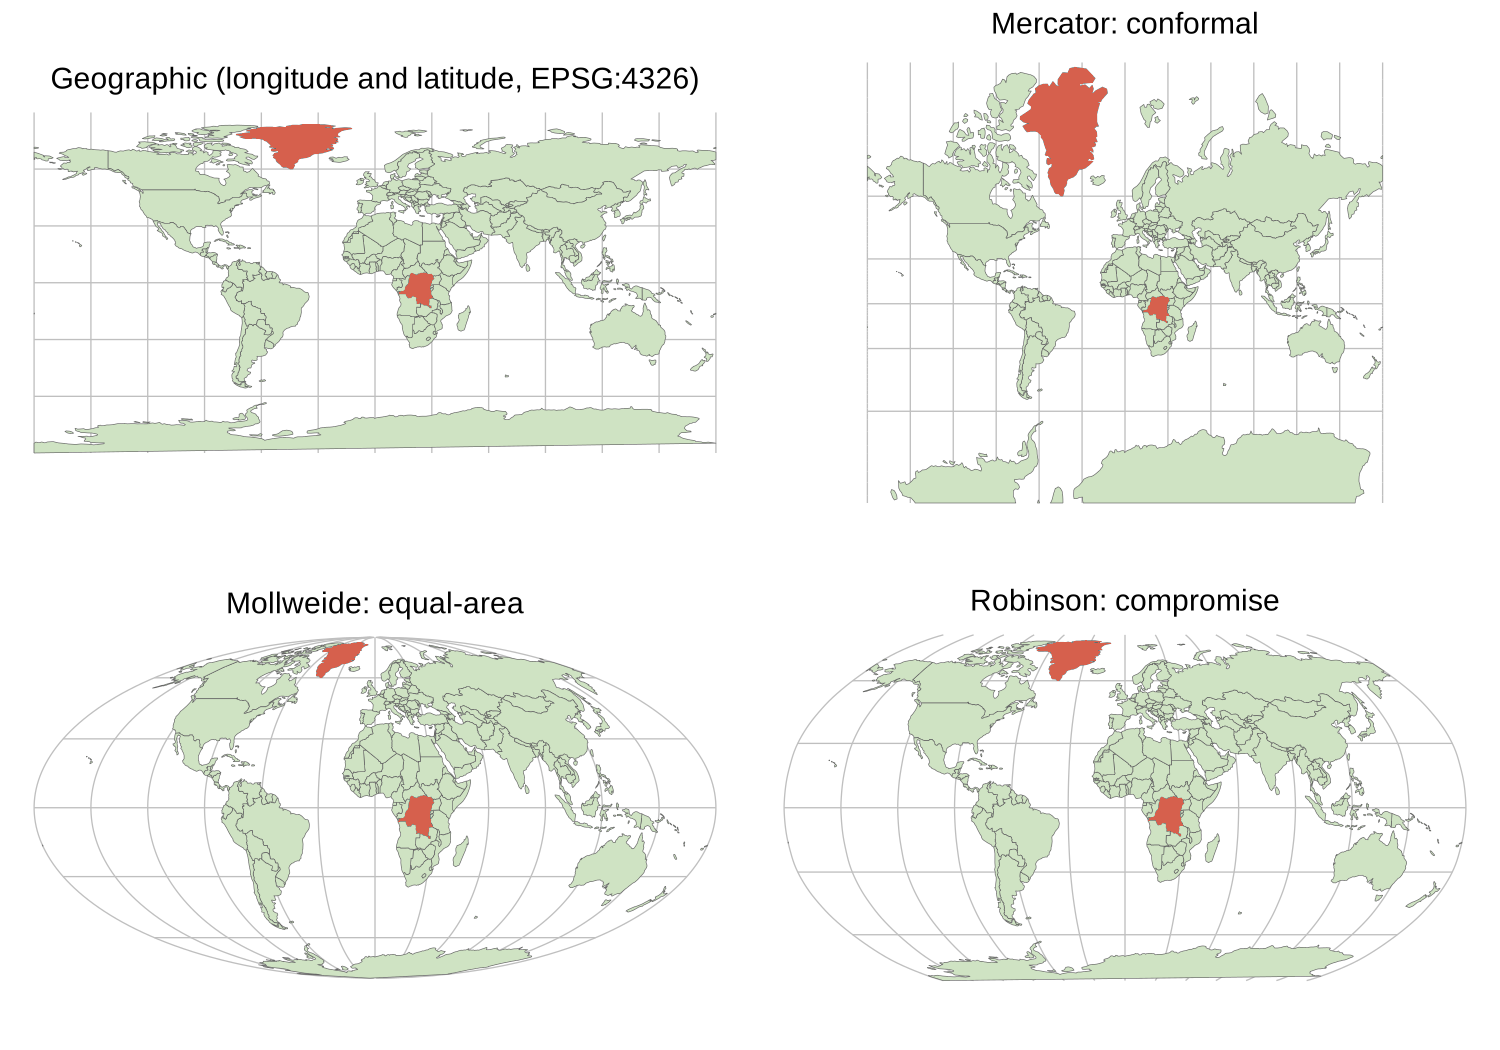 Geographic (longitude and latitude, EPSG:4326)
Mercator: conformal
Mollweide: equal-area
Robinson: compromise